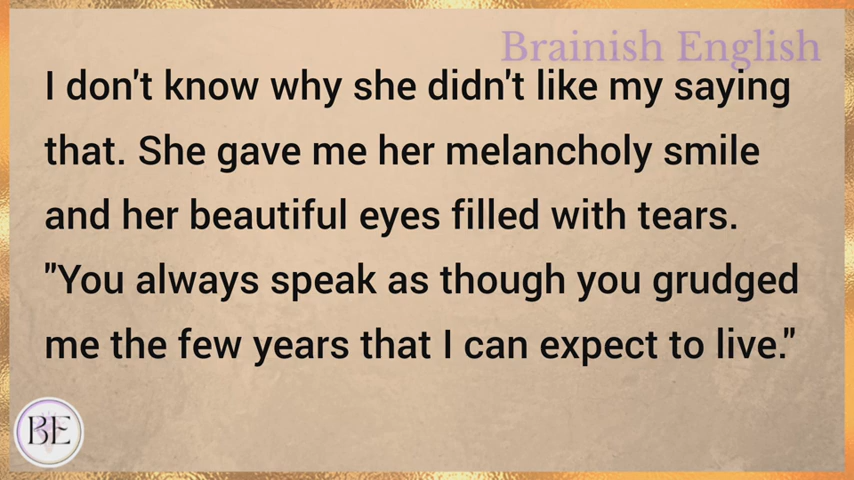 Brainish English
I don't know why she didn't like my saying
that. She gave me her melancholy smile
and her beautiful eyes filled with tears.
"You always speak as though you grudged
me the few years that I can expect to live."
BE